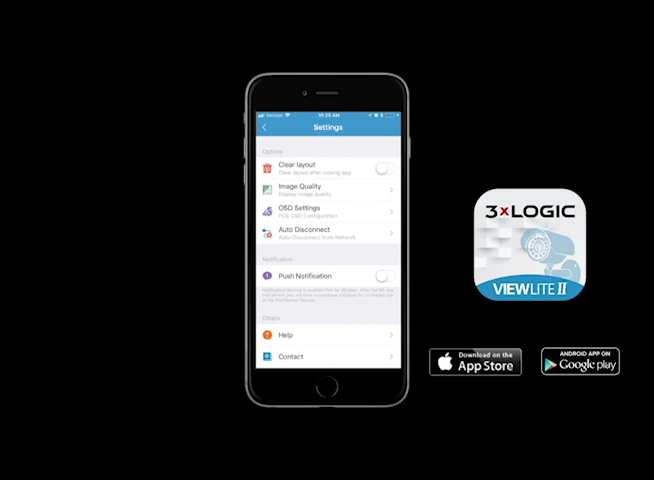 Verizon 10:35 AM
Settings
Options
Clear layout
Clear layout after closing app
Image Quality
Display image quality
OSD Settings
POS OSD Configuration
Auto Disconnect
Auto Disconnect from Network
Notification
Push Notification
Others
Help
Contact
3xLOGIC
VIEWLITE II
Download on the
App Store
ANDROID APP ON
Google play